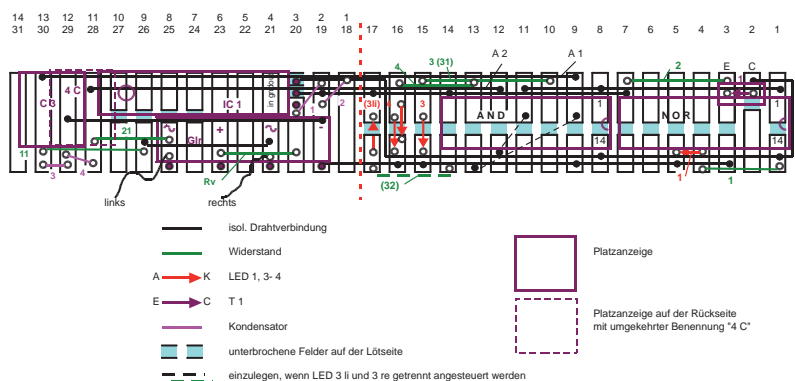 14 13 12 11 10 9 8 7 6 5 4 3 2 1
31 30 29 28 27 26 25 24 23 22 21 20 19 18 17 16 15 14 13 12 11 10 9 8 7 6 5 4 3 2 1
A 2 A 1
4 3 (31) 2 E C
1
C 3 4 C IC 1 in grübou 1 2 (3li) 4 3 AND 1 NOR 1
21 Glr + - 14 14
11 3 4 Rv (32) 1 1
links rechts
isol. Drahtverbindung
Widerstand
A K LED 1, 3- 4
E C T 1
Kondensator
unterbrochene Felder auf der Lötseite
einzulegen, wenn LED 3 li und 3 re getrennt angesteuert werden
Platzanzeige
Platzanzeige auf der Rückseite
mit umgekehrter Benennung "4 C"